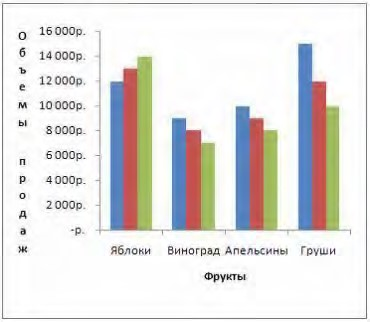 Объемы продаж
16 000р.
14 000р.
12 000р.
10 000р.
8 000р.
6 000р.
4 000р.
2 000р.
-р.
Яблоки Виноград Апельсины Груши
Фрукты